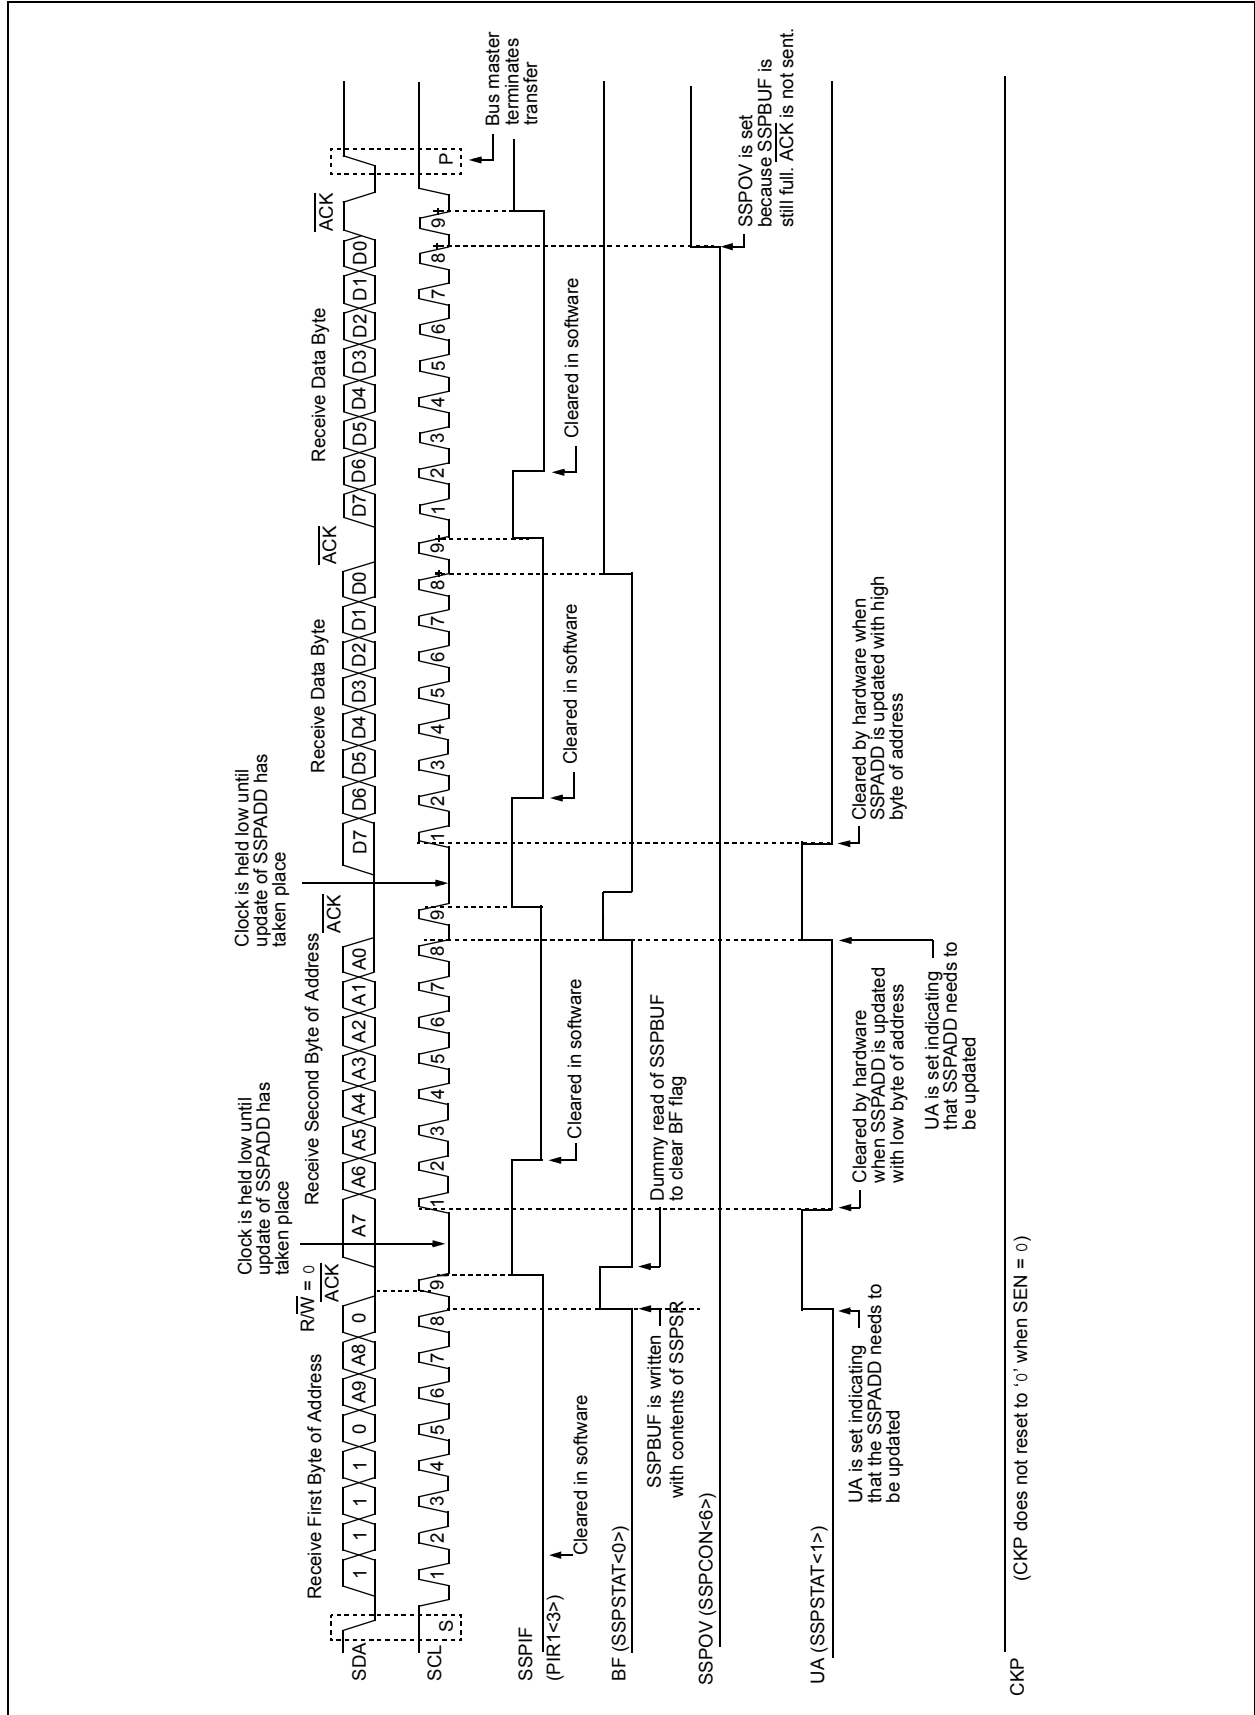 Receive First Byte of Address
R/W = 0
ACK
Clock is held low until
update of SSPADD has
taken place
Receive Second Byte of Address
ACK
Clock is held low until
update of SSPADD has
taken place
Receive Data Byte
ACK
Receive Data Byte
ACK
SDA
1 1 1 1 0 A9 A8 0 A7 A6 A5 A4 A3 A2 A1 A0 D7 D6 D5 D4 D3 D2 D1 D0 D7 D6 D5 D4 D3 D2 D1 D0
SCL
S 1 2 3 4 5 6 7 8 9 1 2 3 4 5 6 7 8 9 1 2 3 4 5 6 7 8 9 1 2 3 4 5 6 7 8 9 P
Bus master
terminates
transfer
SSPIF
(PIR1<3>)
Cleared in software
Cleared in software
Cleared in software
Cleared in software
BF (SSPSTAT<0>)
SSPBUF is written
with contents of SSPSR
Dummy read of SSPBUF
to clear BF flag
SSPOV (SSPCON<6>)
SSPOV is set
because SSPBUF is
still full. ACK is not sent.
UA (SSPSTAT<1>)
UA is set indicating
that the SSPADD needs to
be updated
Cleared by hardware
when SSPADD is updated
with low byte of address
UA is set indicating
that SSPADD needs to
be updated
Cleared by hardware when
SSPADD is updated with high
byte of address
CKP
(CKP does not reset to ‘0’ when SEN = 0)